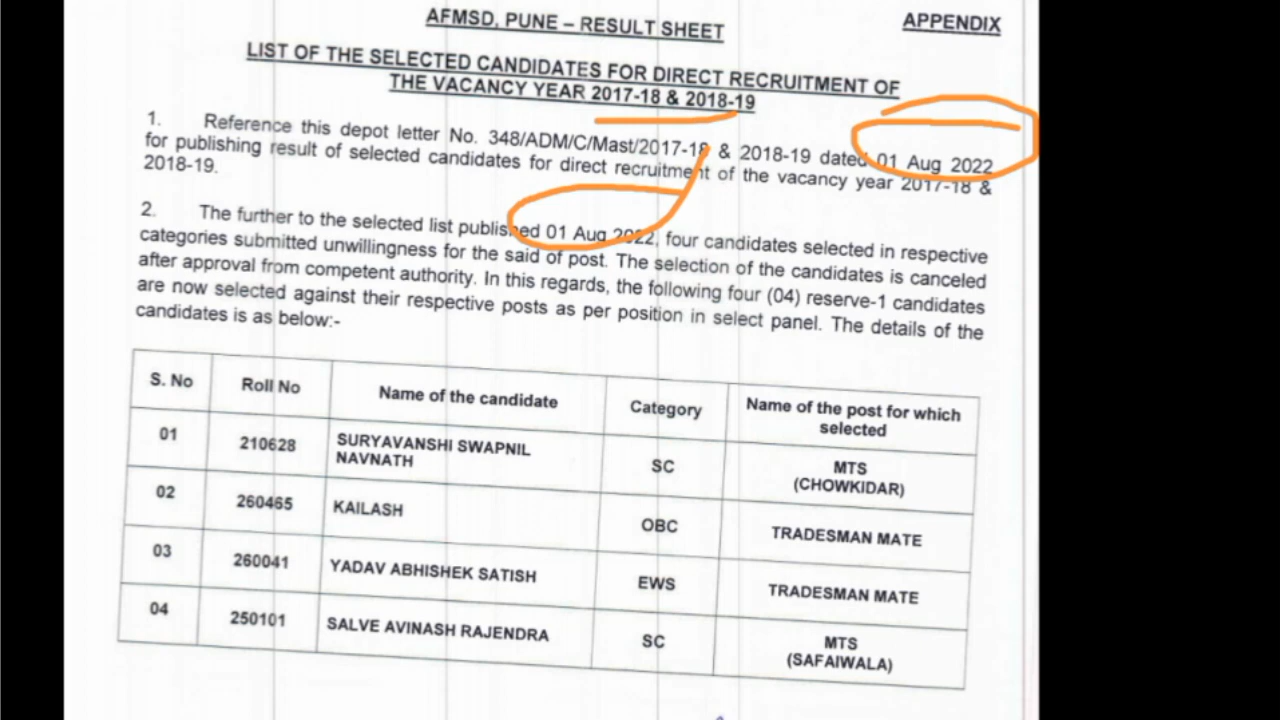 AFMSD, PUNE – RESULT SHEET
APPENDIX
LIST OF THE SELECTED CANDIDATES FOR DIRECT RECRUITMENT OF
THE VACANCY YEAR 2017-18 & 2018-19
1. Reference this depot letter No. 348/ADM/C/Mast/2017-18 & 2018-19 dated 01 Aug 2022
for publishing result of selected candidates for direct recruitment of the vacancy year 2017-18 &
2018-19.
2. The further to the selected list published 01 Aug 2022, four candidates selected in respective
categories submitted unwillingness for the said of post. The selection of the candidates is canceled
after approval from competent authority. In this regards, the following four (04) reserve-1 candidates
are now selected against their respective posts as per position in select panel. The details of the
candidates is as below:-
S. No Roll No Name of the candidate Category Name of the post for which
selected
01 210628 SURYAVANSHI SWAPNIL
NAVNATH SC MTS
(CHOWKIDAR)
02 260465 KAILASH OBC TRADESMAN MATE
03 260041 YADAV ABHISHEK SATISH EWS TRADESMAN MATE
04 250101 SALVE AVINASH RAJENDRA SC MTS
(SAFAIWALA)